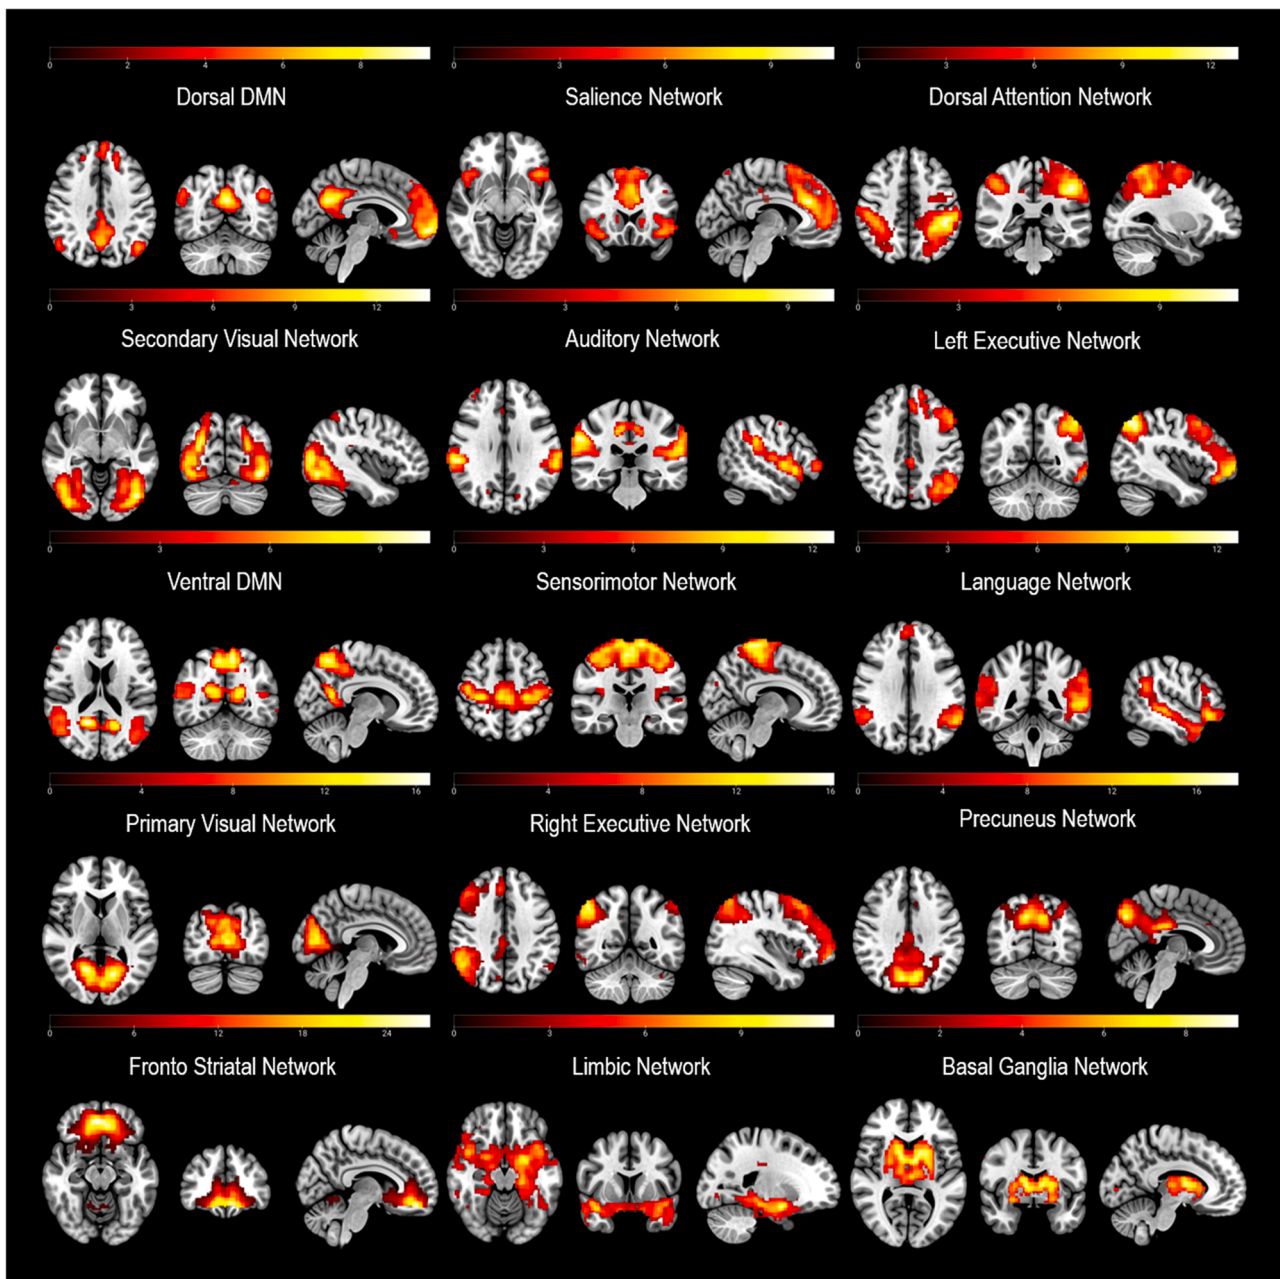 0 2 4 6 8 0 3 6 9 0 3 6 9 12
Dorsal DMN Salience Network Dorsal Attention Network
0 3 6 9 12 0 3 6 9 0 3 6 9
Secondary Visual Network Auditory Network Left Executive Network
0 3 6 9 0 3 6 9 12 0 3 6 9 12
Ventral DMN Sensorimotor Network Language Network
0 4 8 12 16 0 4 8 12 16 0 4 8 12 16
Primary Visual Network Right Executive Network Precuneus Network
0 6 12 18 24 0 3 6 9 0 2 4 6 8
Fronto Striatal Network Limbic Network Basal Ganglia Network